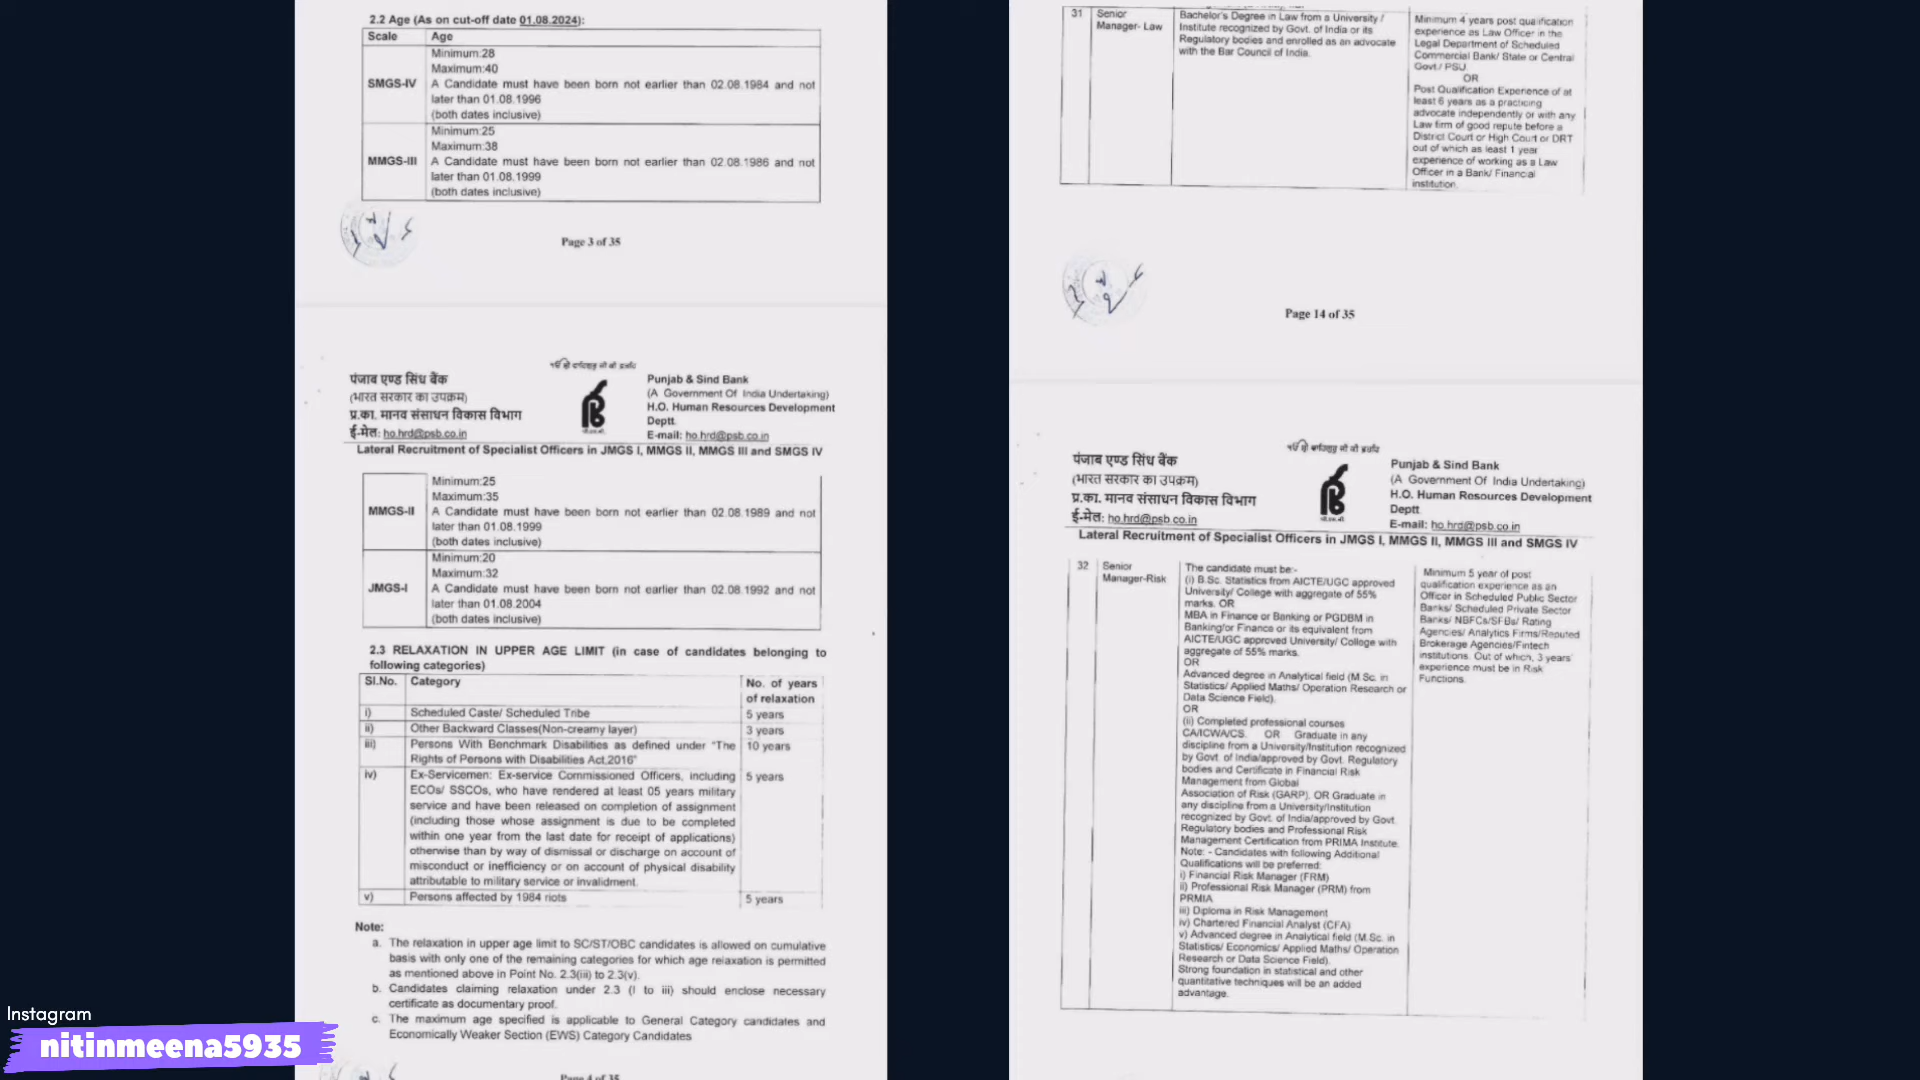 2.2 Age (As on cut-off date 01.08.2024):
Scale Age
SMGS-IV
Minimum:28
Maximum:40
A Candidate must have been born not earlier than 02.08.1984 and not
later than 01.08.1996
(both dates inclusive)
MMGS-III
Minimum:25
Maximum:38
A Candidate must have been born not earlier than 02.08.1986 and not
later than 01.08.1999
(both dates inclusive)
Page 3 of 35
पंजाब एण्ड सिंध बैंक
(भारत सरकार का उपक्रम)
प्र.का. मानव संसाधन विकास विभाग
ई-मेल: ho.hrd@psb.co.in
Punjab & Sind Bank
(A Government Of India Undertaking)
H.O. Human Resources Development
Deptt.
E-mail: ho.hrd@psb.co.in
Lateral Recruitment of Specialist Officers in JMGS I, MMGS II, MMGS III and SMGS IV
MMGS-II
Minimum:25
Maximum:35
A Candidate must have been born not earlier than 02.08.1989 and not
later than 01.08.1999
(both dates inclusive)
JMGS-I
Minimum:20
Maximum:32
A Candidate must have been born not earlier than 02.08.1992 and not
later than 01.08.2004
(both dates inclusive)
2.3 RELAXATION IN UPPER AGE LIMIT (in case of candidates belonging to
following categories)
Sl.No. Category No. of years
of relaxation
i) Scheduled Caste/ Scheduled Tribe 5 years
ii) Other Backward Classes(Non-creamy layer) 3 years
iii) Persons With Benchmark Disabilities as defined under "The 10 years
Rights of Persons with Disabilities Act,2016"
iv) Ex-Servicemen: Ex-service Commissioned Officers, including 5 years
ECOs/ SSCOs, who have rendered at least 05 years military
service and have been released on completion of assignment
(including those whose assignment is due to be completed
within one year from the last date for receipt of applications)
otherwise than by way of dismissal or discharge on account of
misconduct or inefficiency or on account of physical disability
attributable to military service or invalidment.
v) Persons affected by 1984 riots 5 years
Note:
a. The relaxation in upper age limit to SC/ST/OBC candidates is allowed on cumulative
basis with only one of the remaining categories for which age relaxation is permitted
as mentioned above in Point No. 2.3(iii) to 2.3(v).
b. Candidates claiming relaxation under 2.3 (I to iii) should enclose necessary
certificate as documentary proof.
c. The maximum age specified is applicable to General Category candidates and
Economically Weaker Section (EWS) Category Candidates
Page 4 of 35
31 Senior
Manager- Law
Bachelor's Degree in Law from a University /
Institute recognized by Govt. of India or its
Regulatory bodies and enrolled as an advocate
with the Bar Council of India.
Minimum 4 years post qualification
experience as Law Officer in the
Legal Department of Scheduled
Commercial Bank/ State or Central
Govt./ PSU.
OR
Post Qualification Experience of at
least 6 years as a practicing
advocate independently or with any
Law firm of good repute before a
District Court or High Court or DRT
out of which as least 1 year
experience of working as a Law
Officer in a Bank/ Financial
institution.
Page 14 of 35
पंजाब एण्ड सिंध बैंक
(भारत सरकार का उपक्रम)
प्र.का. मानव संसाधन विकास विभाग
ई-मेल: ho.hrd@psb.co.in
Punjab & Sind Bank
(A Government Of India Undertaking)
H.O. Human Resources Development
Deptt
E-mail: ho.hrd@psb.co.in
Lateral Recruitment of Specialist Officers in JMGS I, MMGS II, MMGS III and SMGS IV
32 Senior
Manager-Risk
The candidate must be:-
(i) B.Sc. Statistics from AICTE/UGC approved
University/ College with aggregate of 55%
marks. OR
MBA in Finance or Banking or PGDBM in
Banking/or Finance or its equivalent from
AICTE/UGC approved University/ College with
aggregate of 55% marks.
OR
Advanced degree in Analytical field (M.Sc. in
Statistics/ Applied Maths/ Operation Research or
Data Science Field).
OR
(ii) Completed professional courses
CA/ICWA/CS. OR Graduate in any
discipline from a University/Institution recognized
by Govt. of India/approved by Govt. Regulatory
bodies and Certificate in Financial Risk
Management from Global
Association of Risk (GARP). OR Graduate in
any discipline from a University/Institution
recognized by Govt. of India/approved by Govt.
Regulatory bodies and Professional Risk
Management Certification from PRIMA Institute.
Note: - Candidates with following Additional
Qualifications will be preferred:
i) Financial Risk Manager (FRM)
ii) Professional Risk Manager (PRM) from
PRMIA
iii) Diploma in Risk Management
iv) Chartered Financial Analyst (CFA)
v) Advanced degree in Analytical field (M.Sc. in
Statistics/ Economics/ Applied Maths/ Operation
Research or Data Science Field).
Strong foundation in statistical and other
quantitative techniques will be an added
advantage.
Minimum 5 year of post
qualification experience as an
Officer in Scheduled Public Sector
Banks/ Scheduled Private Sector
Banks/ NBFCs/SFBs/ Rating
Agencies/ Analytics Firms/Reputed
Brokerage Agencies/Fintech
institutions. Out of which, 3 years'
experience must be in Risk
Functions.
Instagram
nitinmeena5935